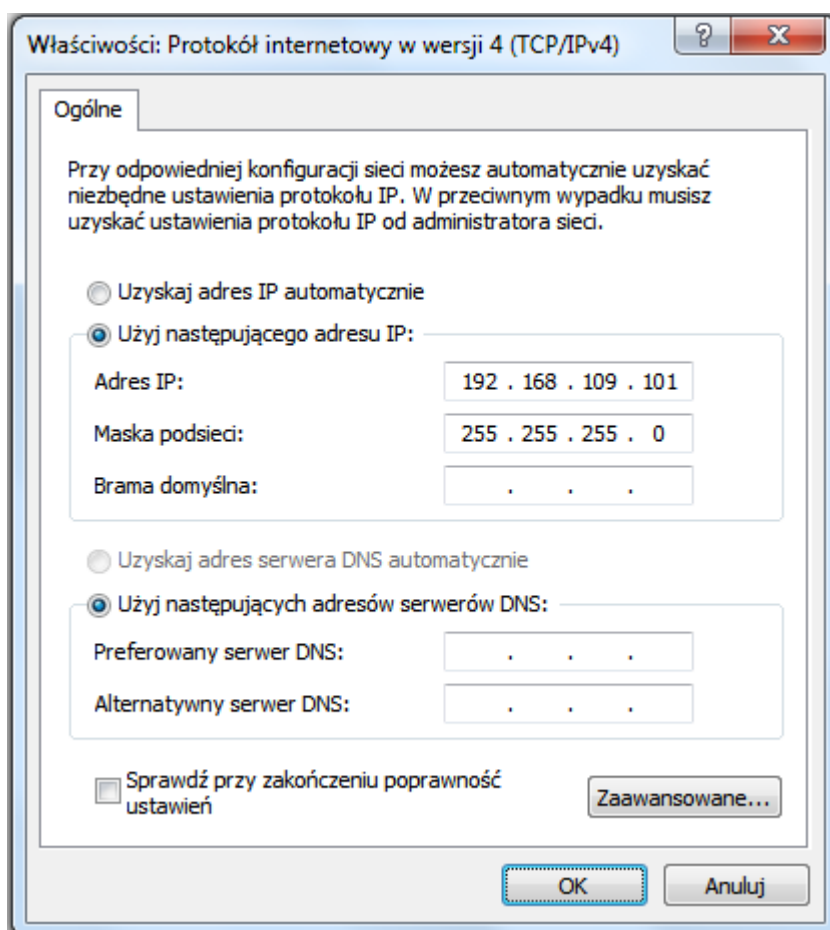 Właściwości: Protokół internetowy w wersji 4 (TCP/IPv4)
Ogólne
Przy odpowiedniej konfiguracji sieci możesz automatycznie uzyskać
niezbędne ustawienia protokołu IP. W przeciwnym wypadku musisz
uzyskać ustawienia protokołu IP od administratora sieci.
Uzyskaj adres IP automatycznie
Użyj następującego adresu IP:
Adres IP: 192 . 168 . 109 . 101
Maska podsieci: 255 . 255 . 255 . 0
Brama domyślna: . . .
Uzyskaj adres serwera DNS automatycznie
Użyj następujących adresów serwerów DNS:
Preferowany serwer DNS: . . .
Alternatywny serwer DNS: . . .
Sprawdź przy zakończeniu poprawność
ustawień
Zaawansowane...
OK Anuluj